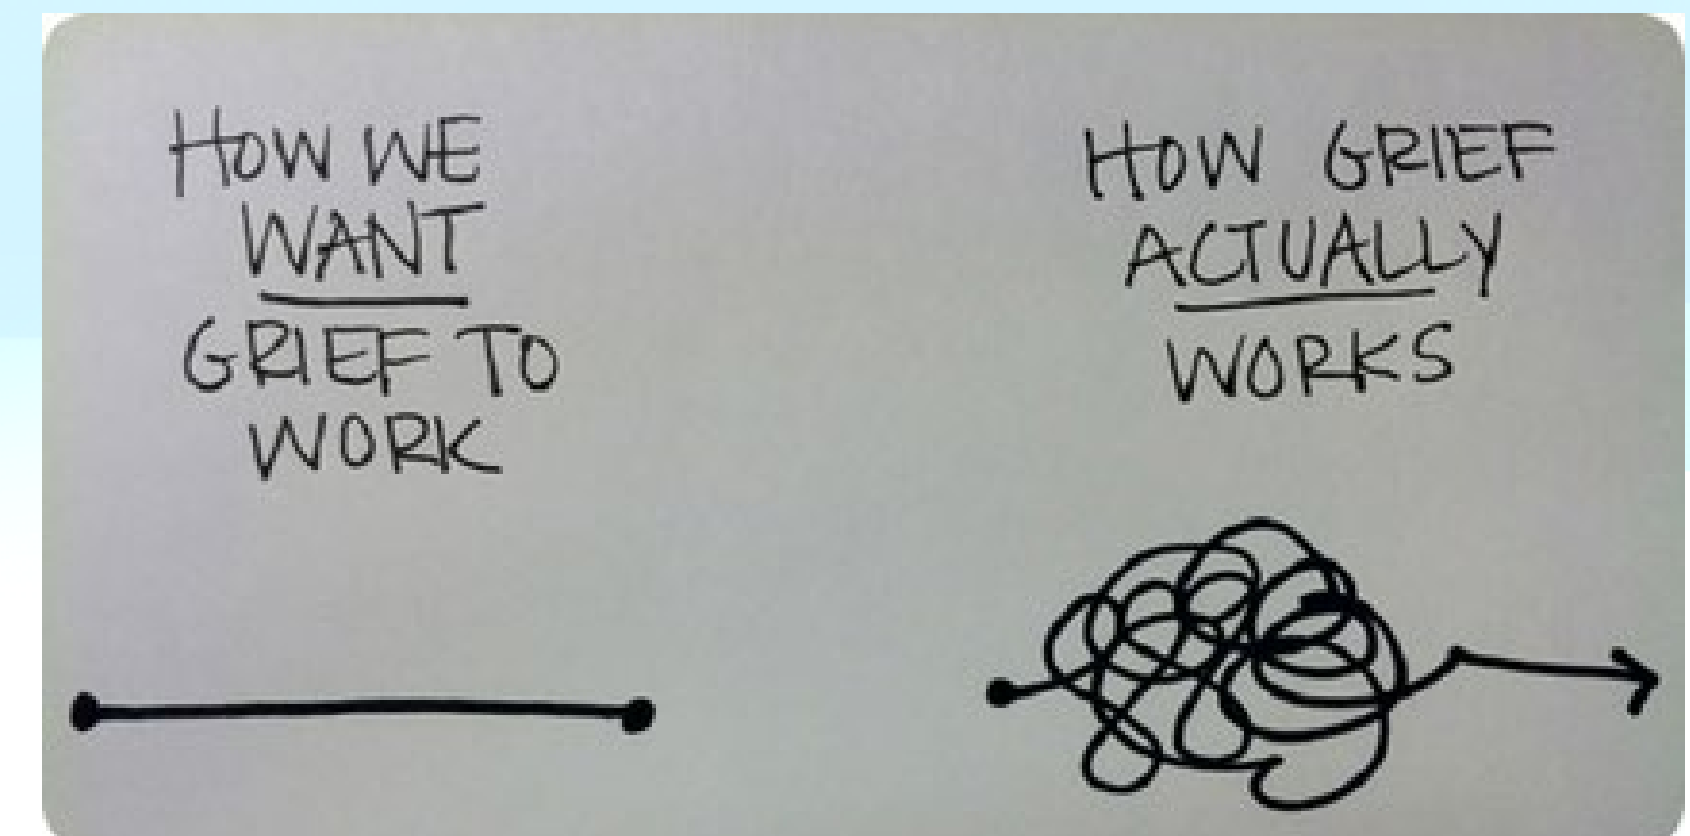 HOW WE
WANT
GRIEF TO
WORK
HOW GRIEF
ACTUALLY
WORKS